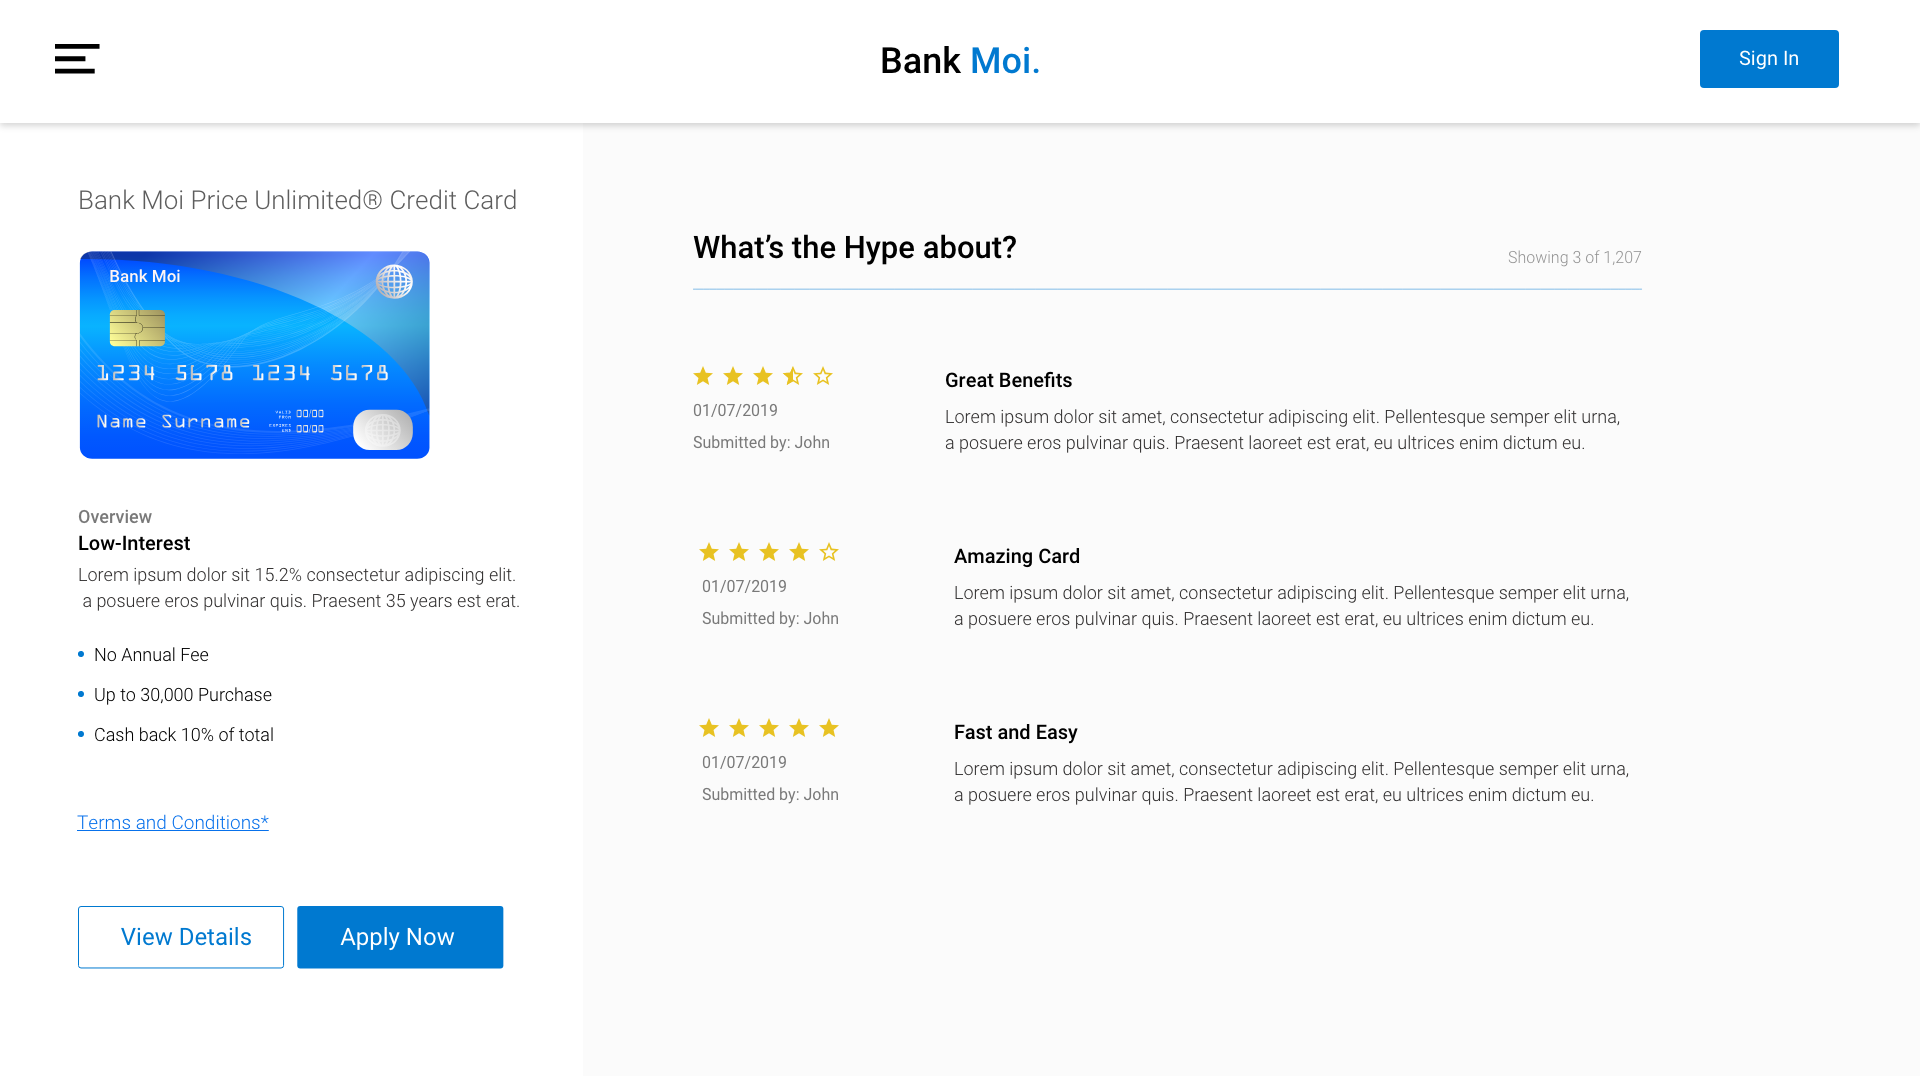 Bank Moi.
Sign In
Bank Moi Price Unlimited® Credit Card
Bank Moi
1234 5678 1234 5678
Name Surname
VALID FROM 00/00
EXPIRES END 00/00
Overview
Low-Interest
Lorem ipsum dolor sit 15.2% consectetur adipiscing elit.
a posuere eros pulvinar quis. Praesent 35 years est erat.
No Annual Fee
Up to 30,000 Purchase
Cash back 10% of total
Terms and Conditions*
View Details
Apply Now
What’s the Hype about?
Showing 3 of 1,207
01/07/2019
Submitted by: John
Great Benefits
Lorem ipsum dolor sit amet, consectetur adipiscing elit. Pellentesque semper elit urna,
a posuere eros pulvinar quis. Praesent laoreet est erat, eu ultrices enim dictum eu.
01/07/2019
Submitted by: John
Amazing Card
Lorem ipsum dolor sit amet, consectetur adipiscing elit. Pellentesque semper elit urna,
a posuere eros pulvinar quis. Praesent laoreet est erat, eu ultrices enim dictum eu.
01/07/2019
Submitted by: John
Fast and Easy
Lorem ipsum dolor sit amet, consectetur adipiscing elit. Pellentesque semper elit urna,
a posuere eros pulvinar quis. Praesent laoreet est erat, eu ultrices enim dictum eu.